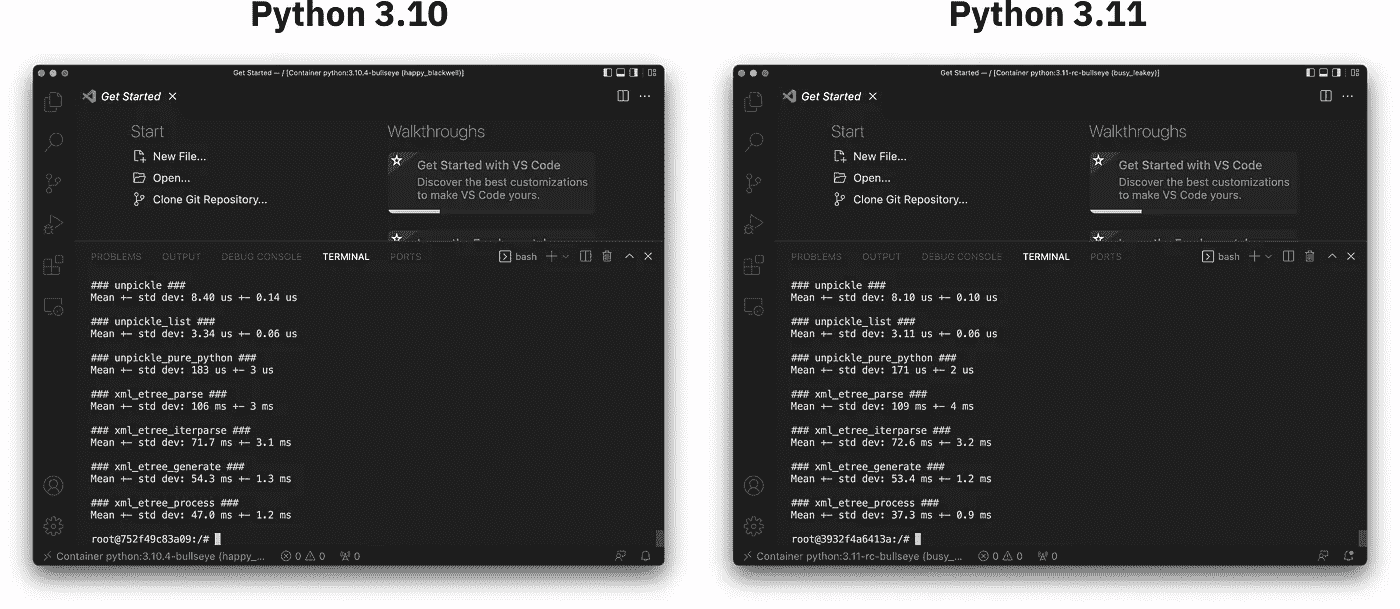 Python 3.10
Get Started — / [Container python:3.10.4-bullseye (happy_blackwell)]
Get Started
Start
New File...
Open...
Clone Git Repository...
Walkthroughs
Get Started with VS Code
Discover the best customizations
to make VS Code yours.
PROBLEMS OUTPUT DEBUG CONSOLE TERMINAL PORTS
bash
### unpickle ###
Mean +- std dev: 8.40 us +- 0.14 us
### unpickle_list ###
Mean +- std dev: 3.34 us +- 0.06 us
### unpickle_pure_python ###
Mean +- std dev: 183 us +- 3 us
### xml_etree_parse ###
Mean +- std dev: 106 ms +- 3 ms
### xml_etree_iterparse ###
Mean +- std dev: 71.7 ms +- 3.1 ms
### xml_etree_generate ###
Mean +- std dev: 54.3 ms +- 1.3 ms
### xml_etree_process ###
Mean +- std dev: 47.0 ms +- 1.2 ms
root@752f49c83a09:/#
Container python:3.10.4-bullseye (happy_... 0 0 0
Python 3.11
Get Started — / [Container python:3.11-rc-bullseye (busy_leakey)]
Get Started
Start
New File...
Open...
Clone Git Repository...
Walkthroughs
Get Started with VS Code
Discover the best customizations
to make VS Code yours.
PROBLEMS OUTPUT DEBUG CONSOLE TERMINAL PORTS
bash
### unpickle ###
Mean +- std dev: 8.10 us +- 0.10 us
### unpickle_list ###
Mean +- std dev: 3.11 us +- 0.06 us
### unpickle_pure_python ###
Mean +- std dev: 171 us +- 2 us
### xml_etree_parse ###
Mean +- std dev: 109 ms +- 4 ms
### xml_etree_iterparse ###
Mean +- std dev: 72.6 ms +- 3.2 ms
### xml_etree_generate ###
Mean +- std dev: 53.4 ms +- 1.2 ms
### xml_etree_process ###
Mean +- std dev: 37.3 ms +- 0.9 ms
root@3932f4a6413a:/#
Container python:3.11-rc-bullseye (busy_... 0 0 0